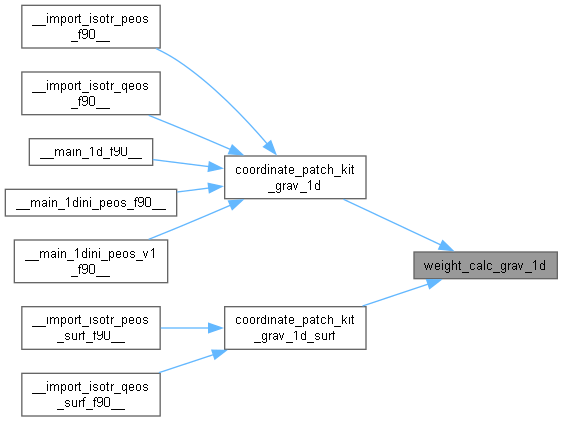 __import_isotr_peos
_f90__
__import_isotr_qeos
_f90__
__main_1d_f90__
__main_1dini_peos_f90__
__main_1dini_peos_v1
_f90__
coordinate_patch_kit
_grav_1d
weight_calc_grav_1d
__import_isotr_peos
_surf_f90__
coordinate_patch_kit
_grav_1d_surf
__import_isotr_qeos
_surf_f90__